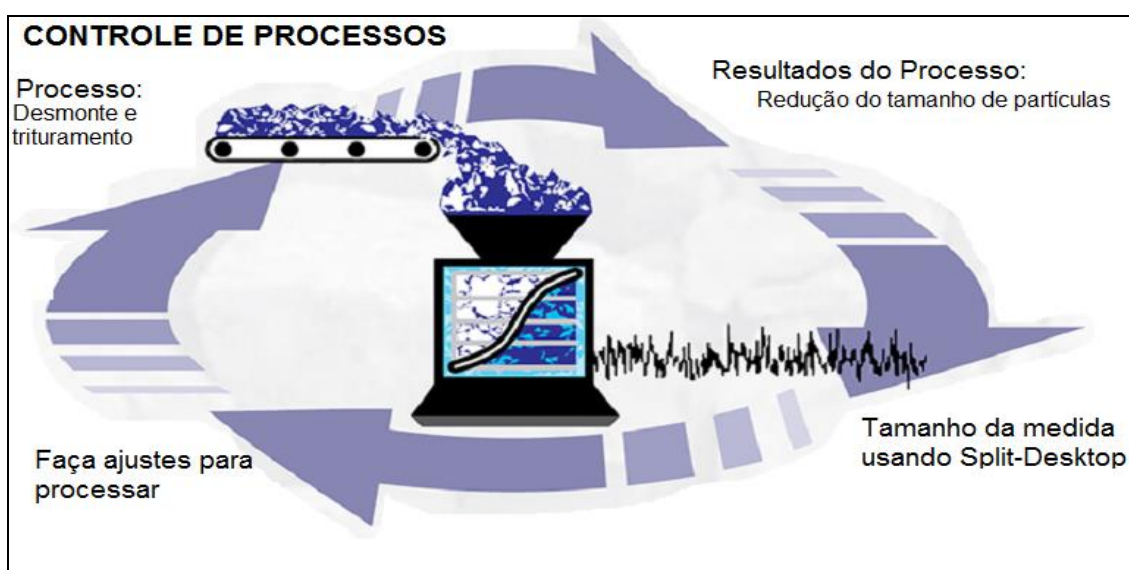 CONTROLE DE PROCESSOS
Processo:
Desmonte e
trituramento
Resultados do Processo:
Redução do tamanho de partículas
Tamanho da medida
usando Split-Desktop
Faça ajustes para
processar